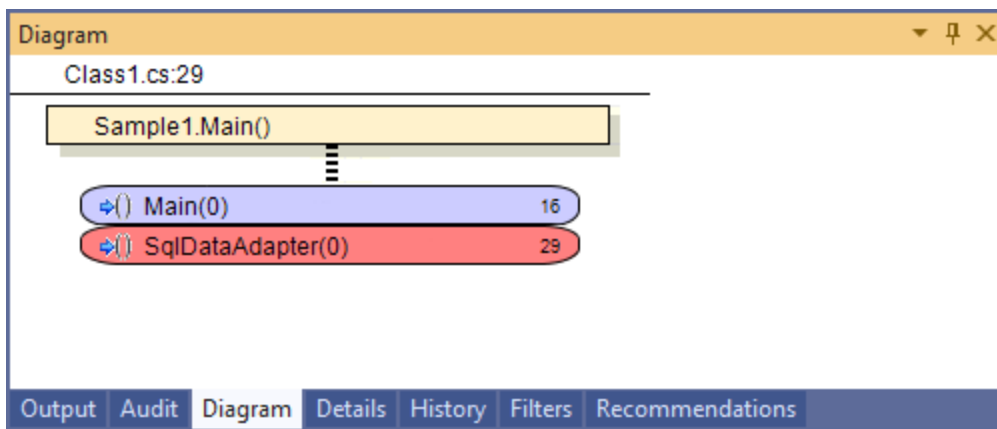 Diagram
Class1.cs:29
Sample1.Main()
() Main(0) 16
() SqlDataAdapter(0) 29
Output Audit Diagram Details History Filters Recommendations